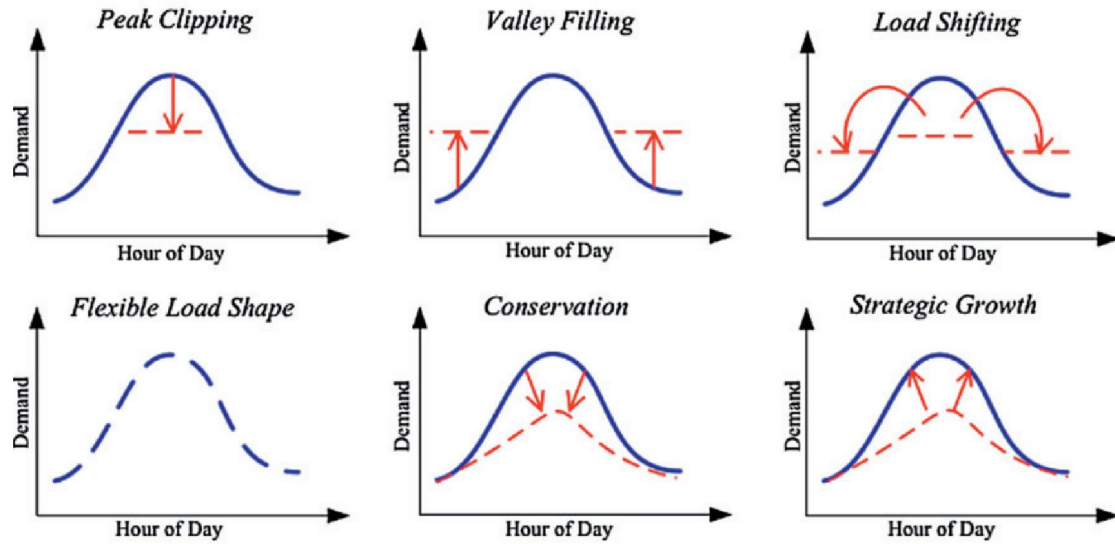 Peak Clipping
Valley Filling
Load Shifting
Demand
Hour of Day
Demand
Hour of Day
Demand
Hour of Day
Flexible Load Shape
Conservation
Strategic Growth
Demand
Hour of Day
Demand
Hour of Day
Demand
Hour of Day